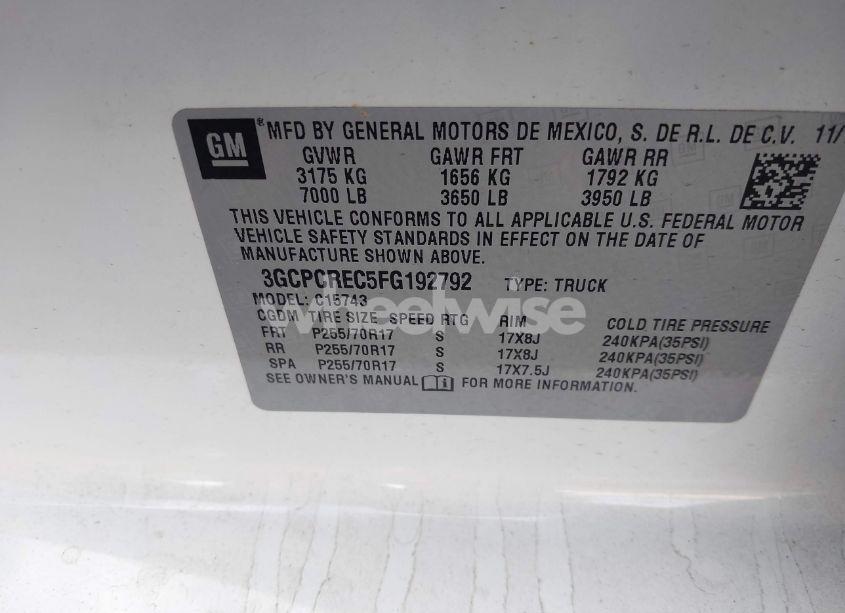 GM
® MFD BY GENERAL MOTORS DE MEXICO, S. DE R.L. DE C.V. 11/
GVWR GAWR FRT GAWR RR
3175 KG 1656 KG 1792 KG
7000 LB 3650 LB 3950 LB
THIS VEHICLE CONFORMS TO ALL APPLICABLE U.S. FEDERAL MOTOR
VEHICLE SAFETY STANDARDS IN EFFECT ON THE DATE OF
MANUFACTURE SHOWN ABOVE.
3GCPCREC5FG192792 TYPE: TRUCK
MODEL: C15743
wheelwise
CGDM TIRE SIZE SPEED RTG RIM COLD TIRE PRESSURE
FRT P255/70R17 S 17X8J 240KPA(35PSI)
RR P255/70R17 S 17X8J 240KPA(35PSI)
SPA P255/70R17 S 17X7.5J 240KPA(35PSI)
SEE OWNER'S MANUAL FOR MORE INFORMATION.